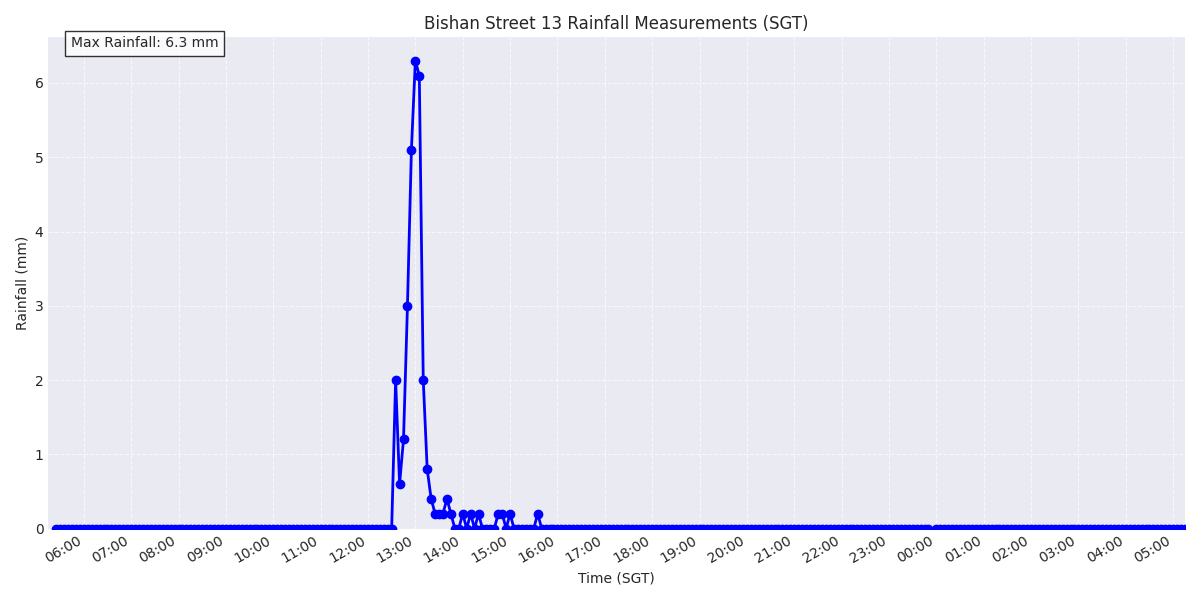 Bishan Street 13 Rainfall Measurements (SGT)
Max Rainfall: 6.3 mm
Rainfall (mm)
6
5
4
3
2
1
0
06:00 07:00 08:00 09:00 10:00 11:00 12:00 13:00 14:00 15:00 16:00 17:00 18:00 19:00 20:00 21:00 22:00 23:00 00:00 01:00 02:00 03:00 04:00 05:00
Time (SGT)